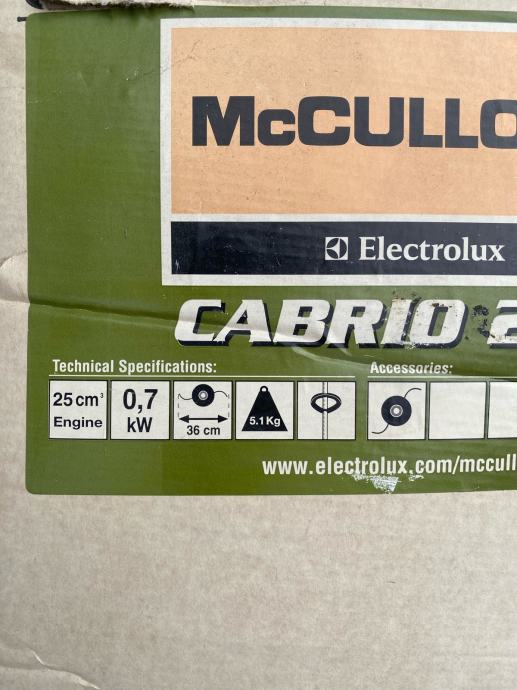 McCULLO
Electrolux
CABRIO 2
Technical Specifications:
Accessories:
25 cm³
Engine
0,7
kW
36 cm
5.1 Kg
www.electrolux.com/mccull